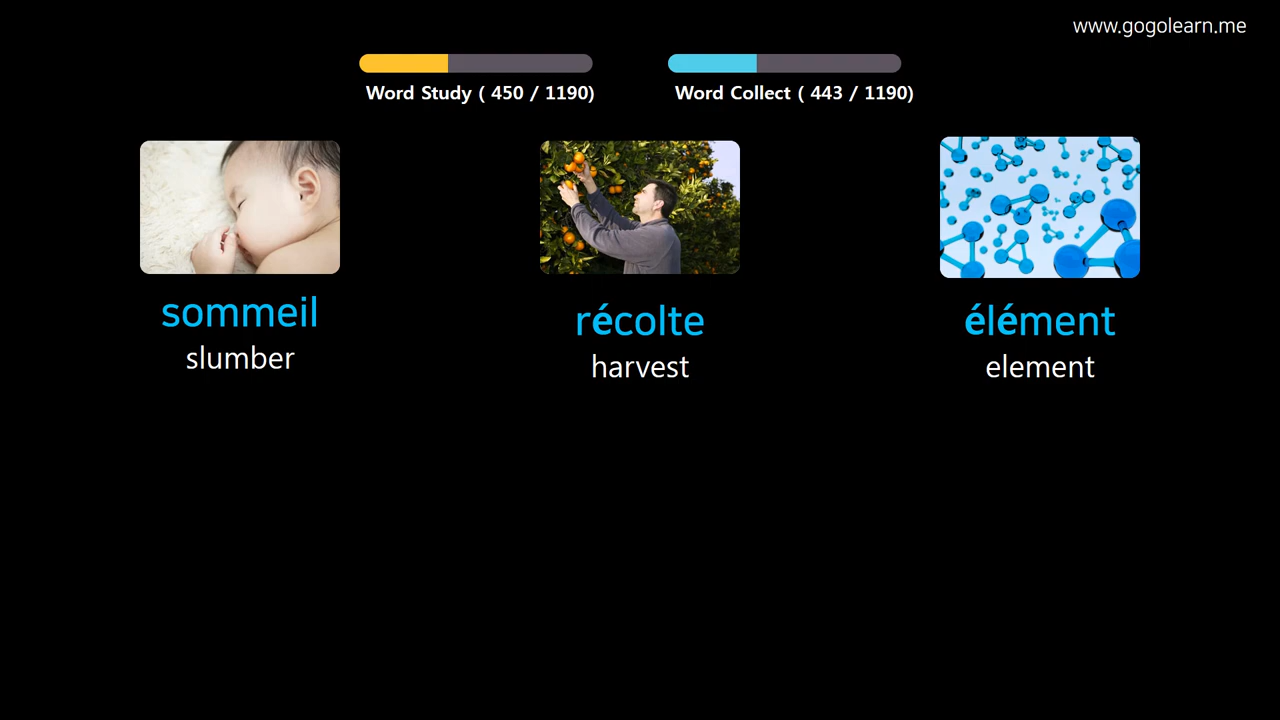 www.gogolearn.me
Word Study ( 450 / 1190)
Word Collect ( 443 / 1190)
sommeil
slumber
récolte
harvest
élément
element